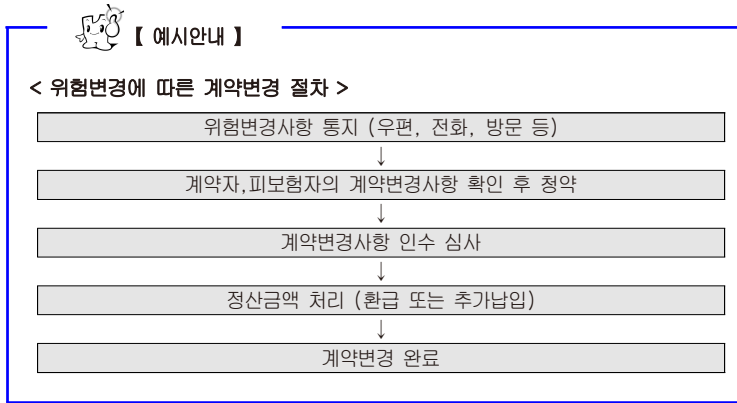 【 예시안내 】
< 위험변경에 따른 계약변경 절차 >
위험변경사항 통지 (우편, 전화, 방문 등)
↓
계약자,피보험자의 계약변경사항 확인 후 청약
↓
계약변경사항 인수 심사
↓
정산금액 처리 (환급 또는 추가납입)
↓
계약변경 완료